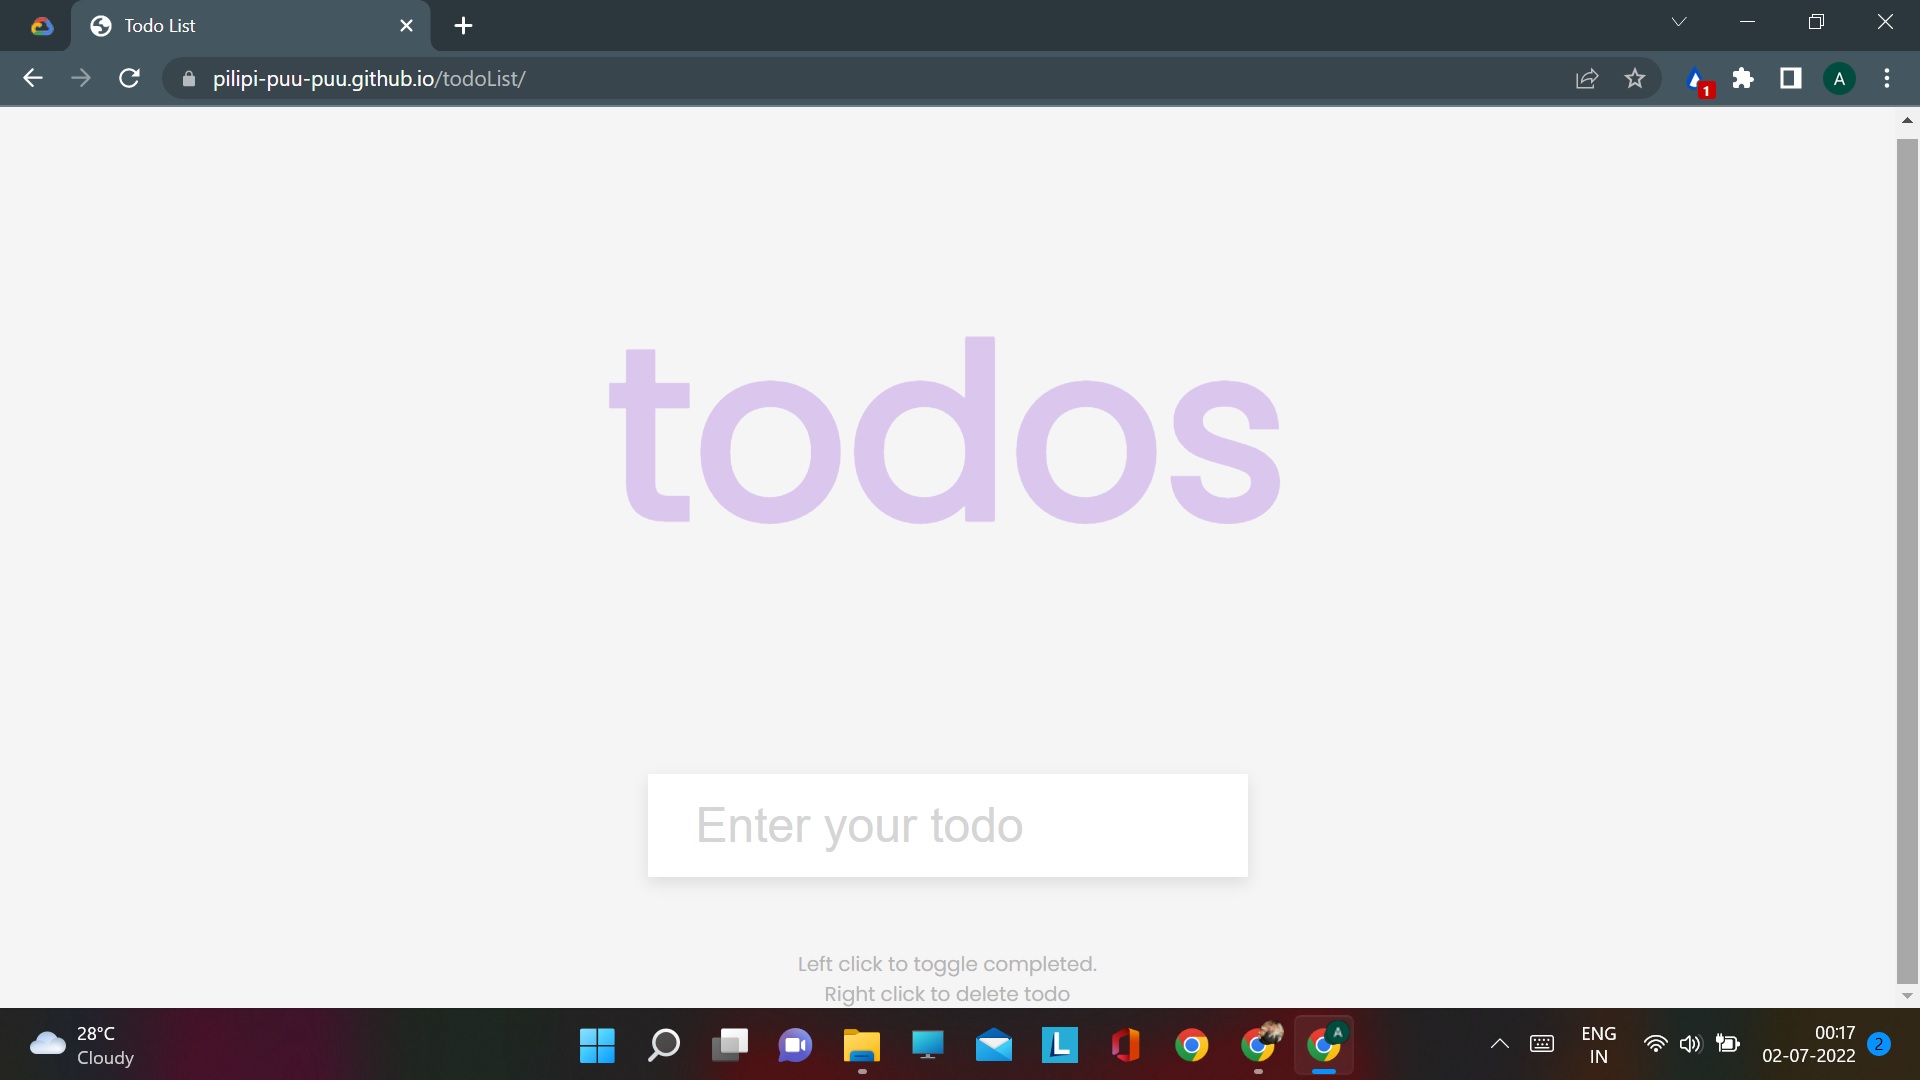 Todo List
pilipi-puu-puu.github.io/todoList/
1
A
todos
Enter your todo
Left click to toggle completed.
Right click to delete todo
28°C
Cloudy
L
A
ENG
IN
00:17
02-07-2022
2